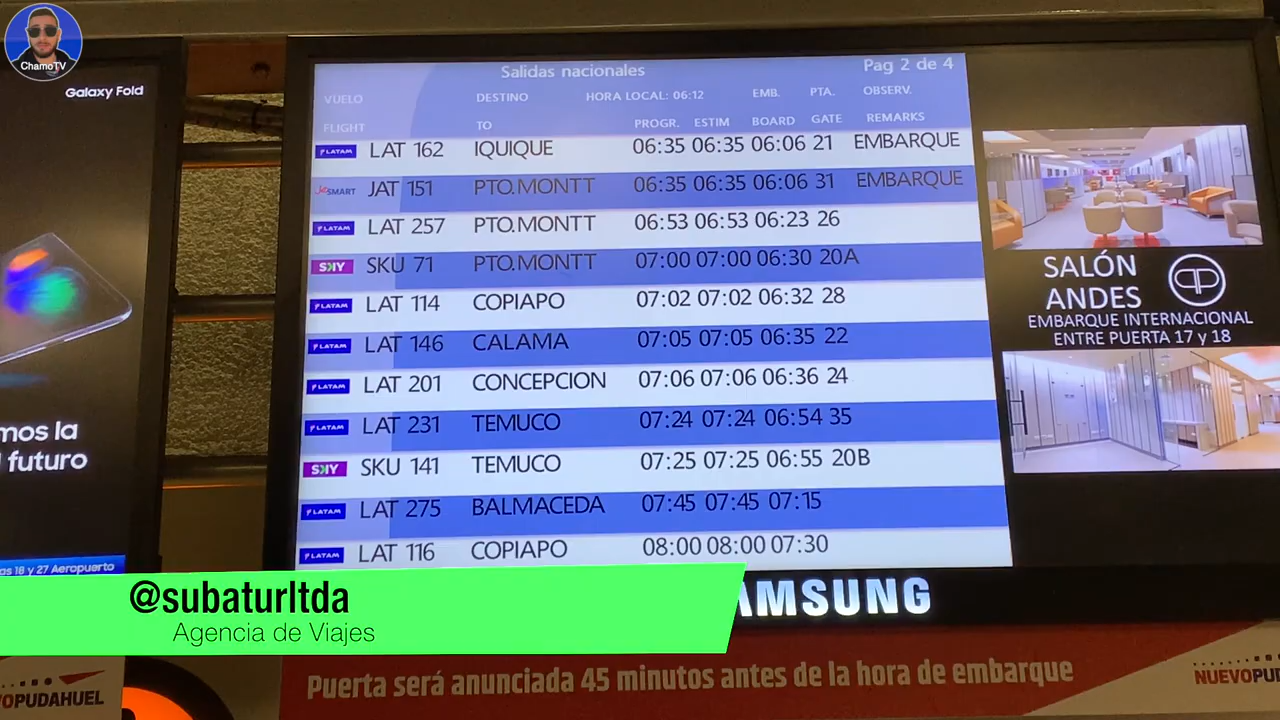 ChamoTV
Galaxy Fold
mos la
futuro
as 18 y 27 Aeropuerto
Salidas nacionales
Pag 2 de 4
VUELO DESTINO HORA LOCAL: 06:12 EMB. PTA. OBSERV.
FLIGHT TO PROGR. ESTIM BOARD GATE REMARKS
LATAM LAT 162 IQUIQUE 06:35 06:35 06:06 21 EMBARQUE
JetSMART JAT 151 PTO.MONTT 06:35 06:35 06:06 31 EMBARQUE
LATAM LAT 257 PTO.MONTT 06:53 06:53 06:23 26
SKY SKU 71 PTO.MONTT 07:00 07:00 06:30 20A
LATAM LAT 114 COPIAPO 07:02 07:02 06:32 28
LATAM LAT 146 CALAMA 07:05 07:05 06:35 22
LATAM LAT 201 CONCEPCION 07:06 07:06 06:36 24
LATAM LAT 231 TEMUCO 07:24 07:24 06:54 35
SKY SKU 141 TEMUCO 07:25 07:25 06:55 20B
LATAM LAT 275 BALMACEDA 07:45 07:45 07:15
LATAM LAT 116 COPIAPO 08:00 08:00 07:30
SALÓN
ANDES
EMBARQUE INTERNACIONAL
ENTRE PUERTA 17 y 18
@subaturltda
Agencia de Viajes
AMSUNG
Puerta será anunciada 45 minutos antes de la hora de embarque
VOPUDAHUEL
NUEVOPUD